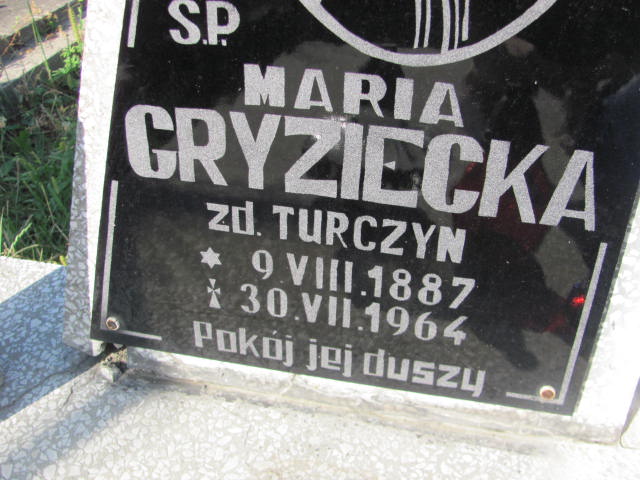 Ś.P.
MARIA
GRYZIECKA
zd. TURCZYN
* 9.VIII.1887
† 30.VII.1964
Pokój jej duszy